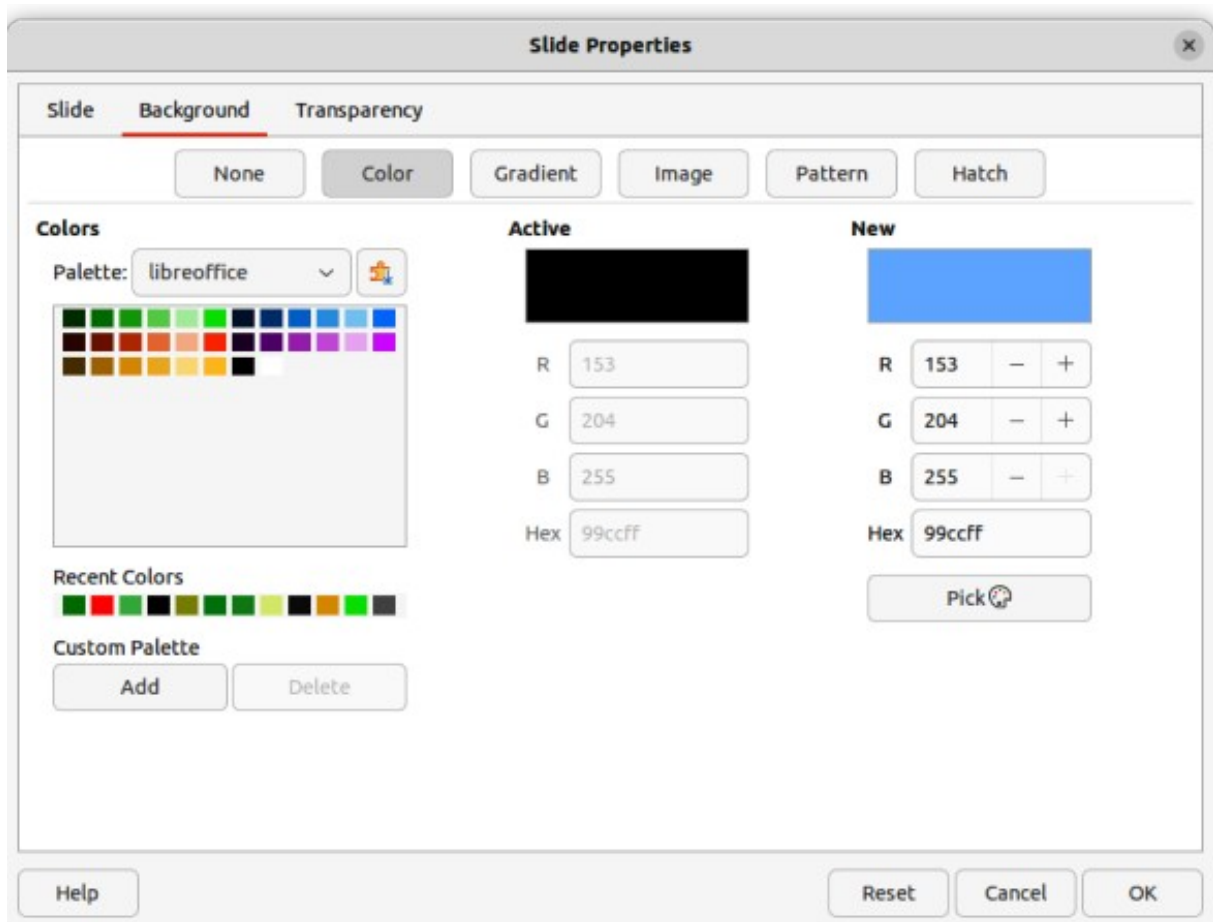 Slide Properties
Slide Background Transparency
None Color Gradient Image Pattern Hatch
Colors
Palette: libreoffice
Recent Colors
Custom Palette
Add Delete
Active
R 153
G 204
B 255
Hex 99ccff
New
R 153 − +
G 204 − +
B 255 − +
Hex 99ccff
Pick
Help Reset Cancel OK